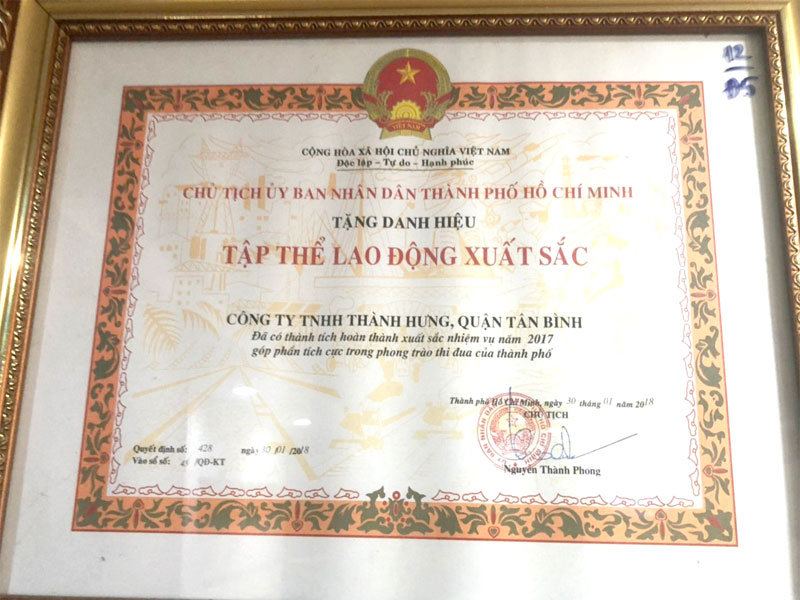 12
05
VIỆT NAM
CỘNG HÒA XÃ HỘI CHỦ NGHĨA VIỆT NAM
Độc lập - Tự do - Hạnh phúc
CHỦ TỊCH ỦY BAN NHÂN DÂN THÀNH PHỐ HỒ CHÍ MINH
TẶNG DANH HIỆU
TẬP THỂ LAO ĐỘNG XUẤT SẮC
CÔNG TY TNHH THÀNH HƯNG, QUẬN TÂN BÌNH
Đã có thành tích hoàn thành xuất sắc nhiệm vụ năm 2017
góp phần tích cực trong phong trào thi đua của thành phố
Thành phố Hồ Chí Minh, ngày 30 tháng 01 năm 2018
CHỦ TỊCH
Nguyễn Thành Phong
Quyết định số: 428 ngày 30/01/2018
Vào sổ số: /QĐ-KT